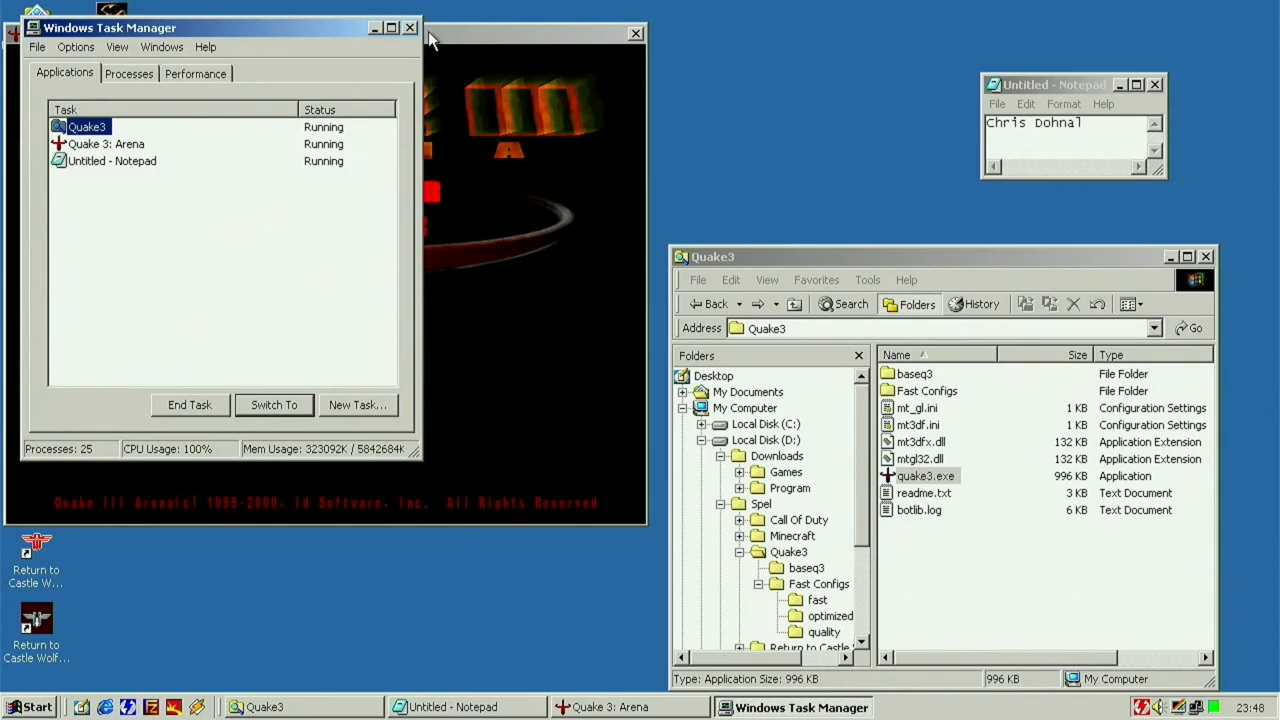 Windows Task Manager
File Options View Windows Help
Applications Processes Performance
Task Status
Quake3 Running
Quake 3: Arena Running
Untitled - Notepad Running
End Task Switch To New Task...
Processes: 25 CPU Usage: 100% Mem Usage: 323092K / 5842684K
Quake III Arena(c) 1999-2000, Id Software, Inc. All Rights Reserved
Untitled - Notepad
File Edit Format Help
Chris Dohnal
Quake3
File Edit View Favorites Tools Help
Back Search Folders History
Address Quake3 Go
Folders
Desktop
My Documents
My Computer
Local Disk (C:)
Local Disk (D:)
Downloads
Games
Program
Spel
Call Of Duty
Minecraft
Quake3
baseq3
Fast Configs
fast
optimized
quality
Return to Castle
Name Size Type
baseq3 File Folder
Fast Configs File Folder
mt_gl.ini 1 KB Configuration Settings
mt3df.ini 1 KB Configuration Settings
mt3dfx.dll 132 KB Application Extension
mtgl32.dll 132 KB Application Extension
quake3.exe 996 KB Application
readme.txt 3 KB Text Document
botlib.log 6 KB Text Document
Type: Application Size: 996 KB 996 KB My Computer
Return to
Castle W...
Return to
Castle Wolf...
Start Quake3 Untitled - Notepad Quake 3: Arena Windows Task Manager 23:48